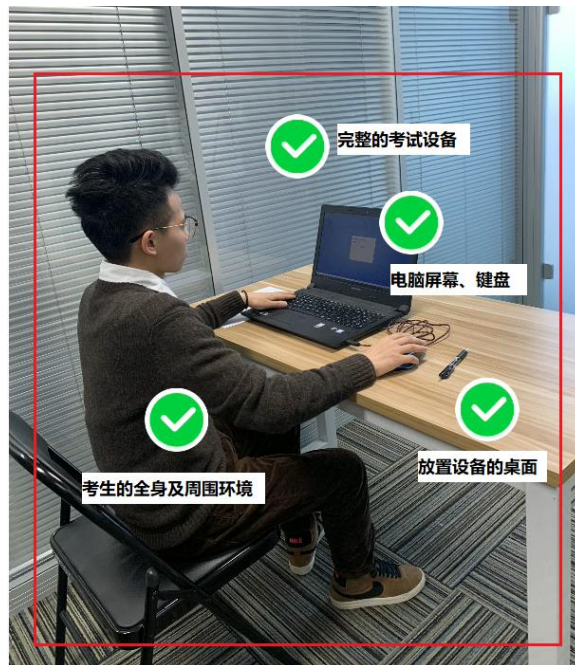 完整的考试设备
电脑屏幕、键盘
放置设备的桌面
考生的全身及周围环境